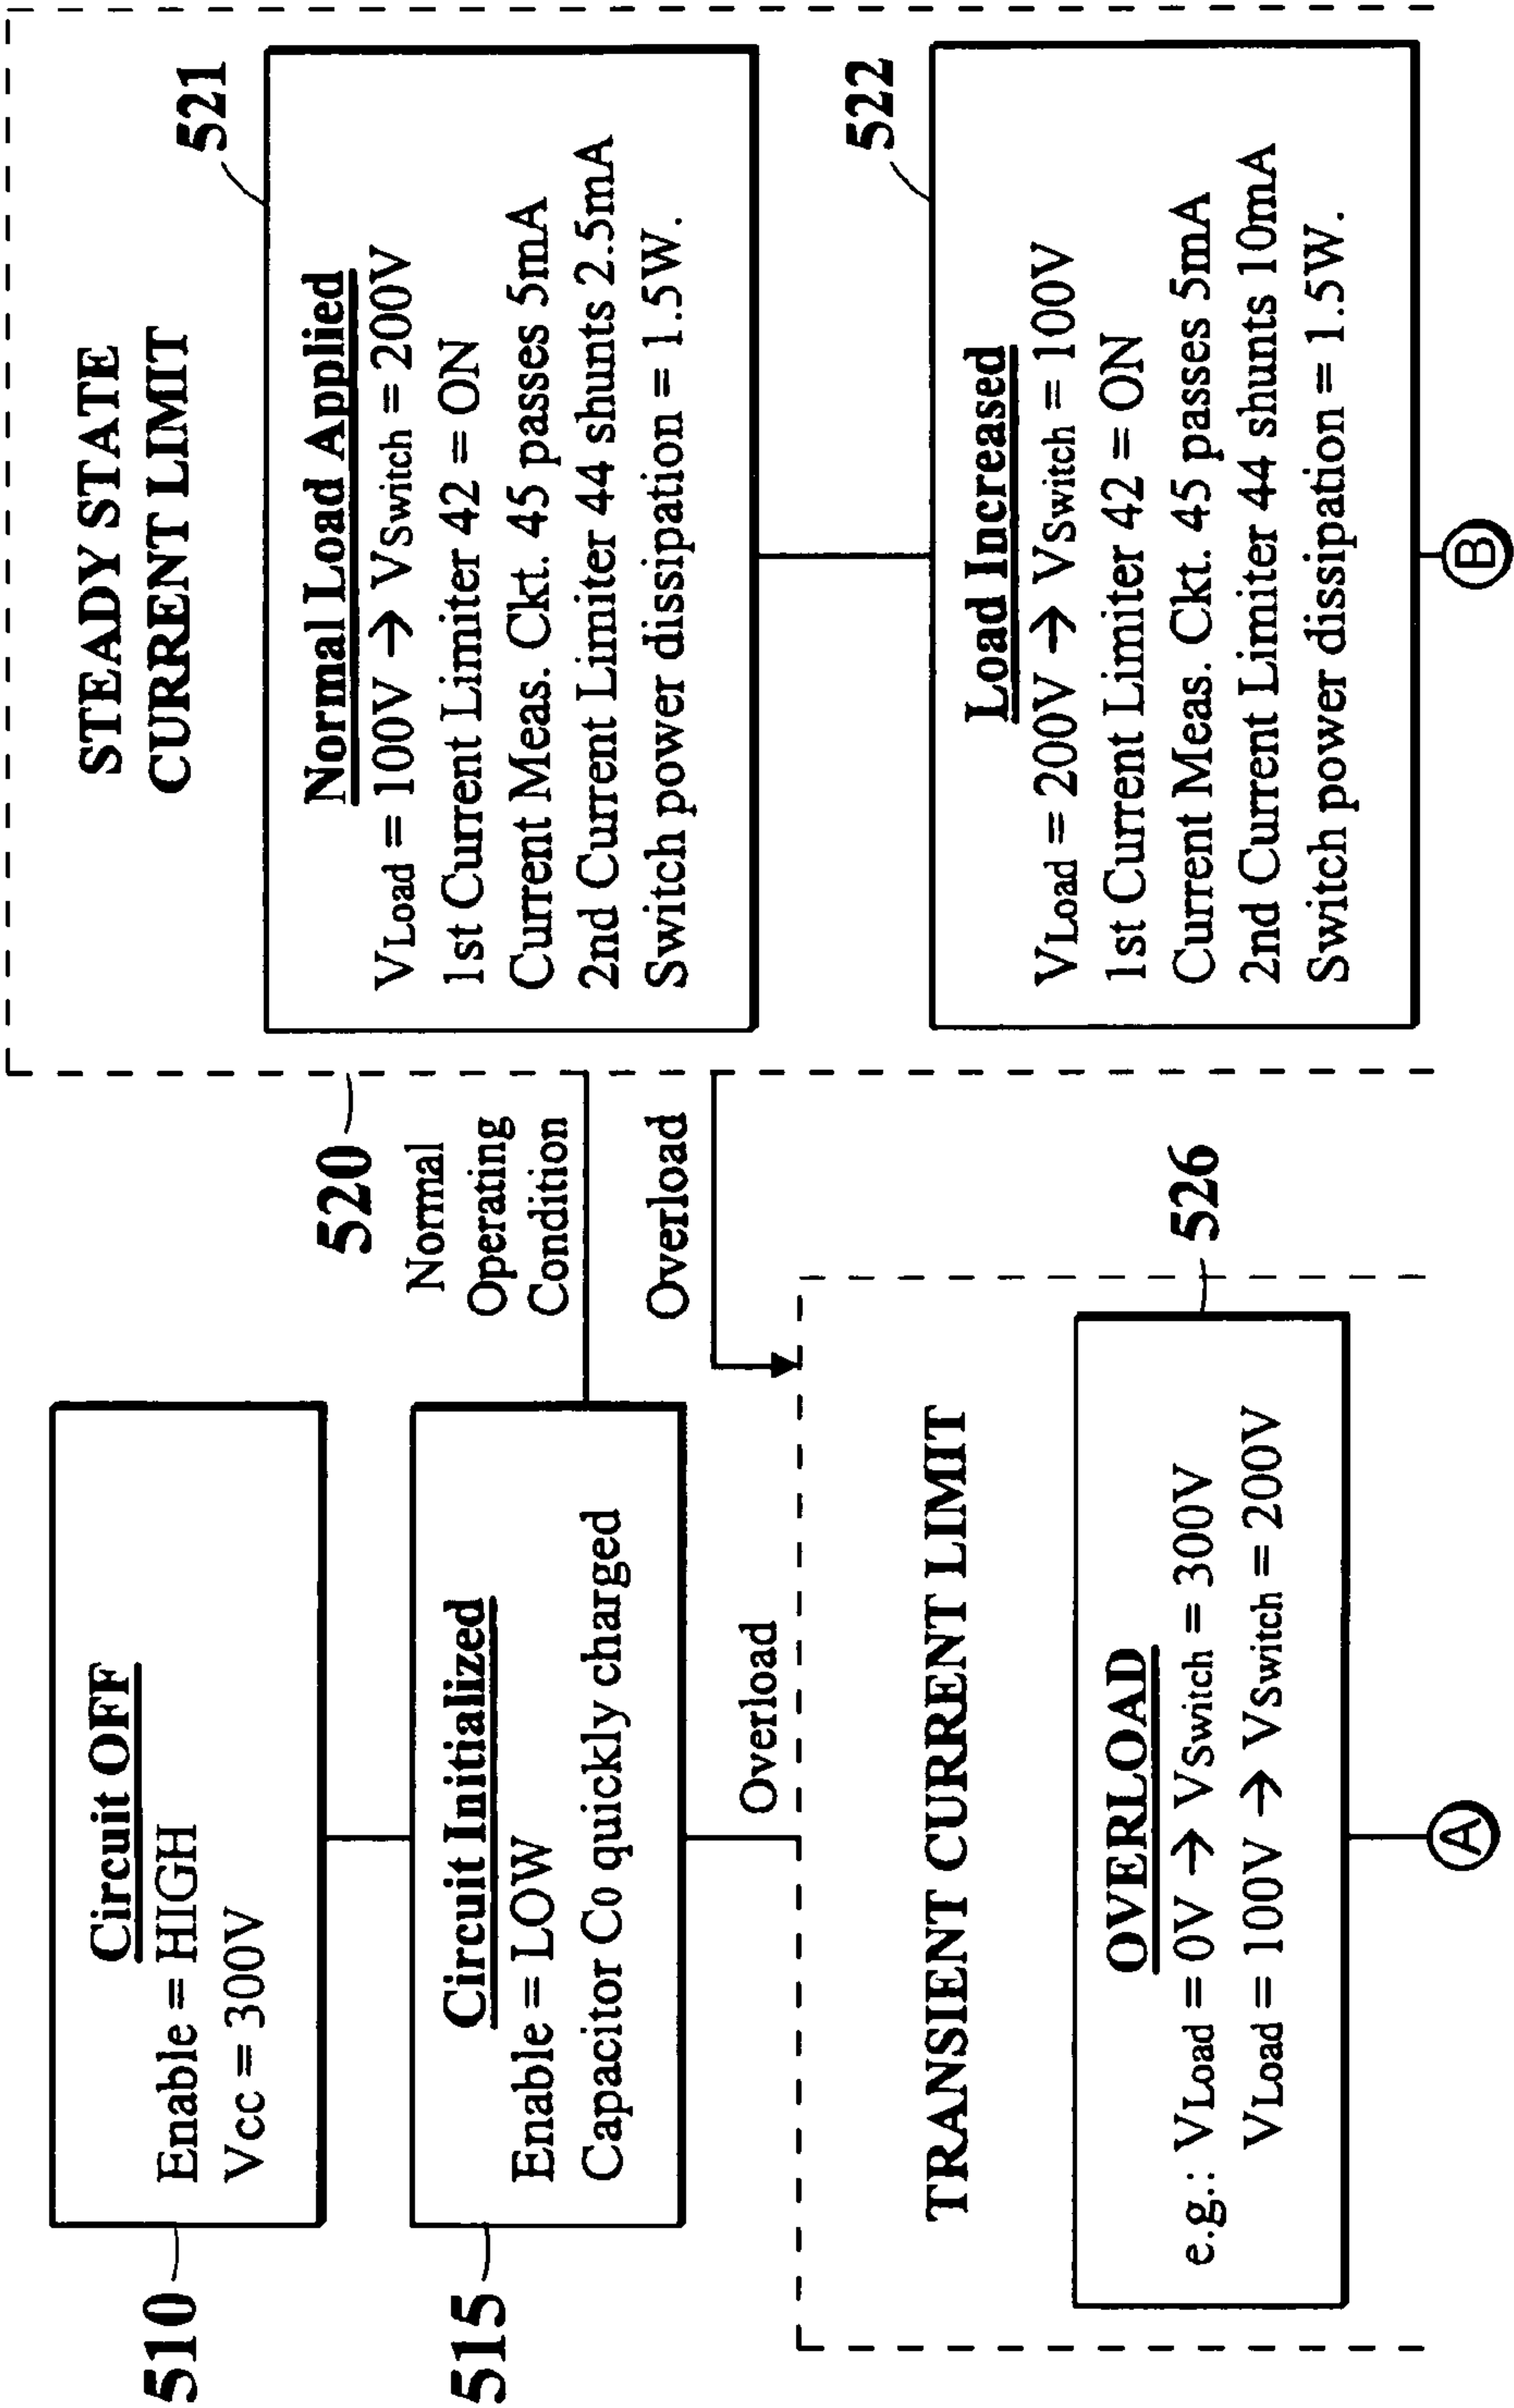 510
Circuit OFF
Enable = HIGH
Vcc = 300V
515
Circuit Initialized
Enable = LOW
Capacitor C0 quickly charged
Normal
Operating
Condition
Overload
Overload
520
STEADY STATE
CURRENT LIMIT
521
Normal Load Applied
VLoad = 100V → VSwitch = 200V
1st Current Limiter 42 = ON
Current Meas. Ckt. 45 passes 5mA
2nd Current Limiter 44 shunts 2.5mA
Switch power dissipation = 1.5W.
522
Load Increased
VLoad = 200V → VSwitch = 100V
1st Current Limiter 42 = ON
Current Meas. Ckt. 45 passes 5mA
2nd Current Limiter 44 shunts 10mA
Switch power dissipation = 1.5W.
B
TRANSIENT CURRENT LIMIT
526
OVERLOAD
e.g.: VLoad = 0V → VSwitch = 300V
VLoad = 100V → VSwitch = 200V
A